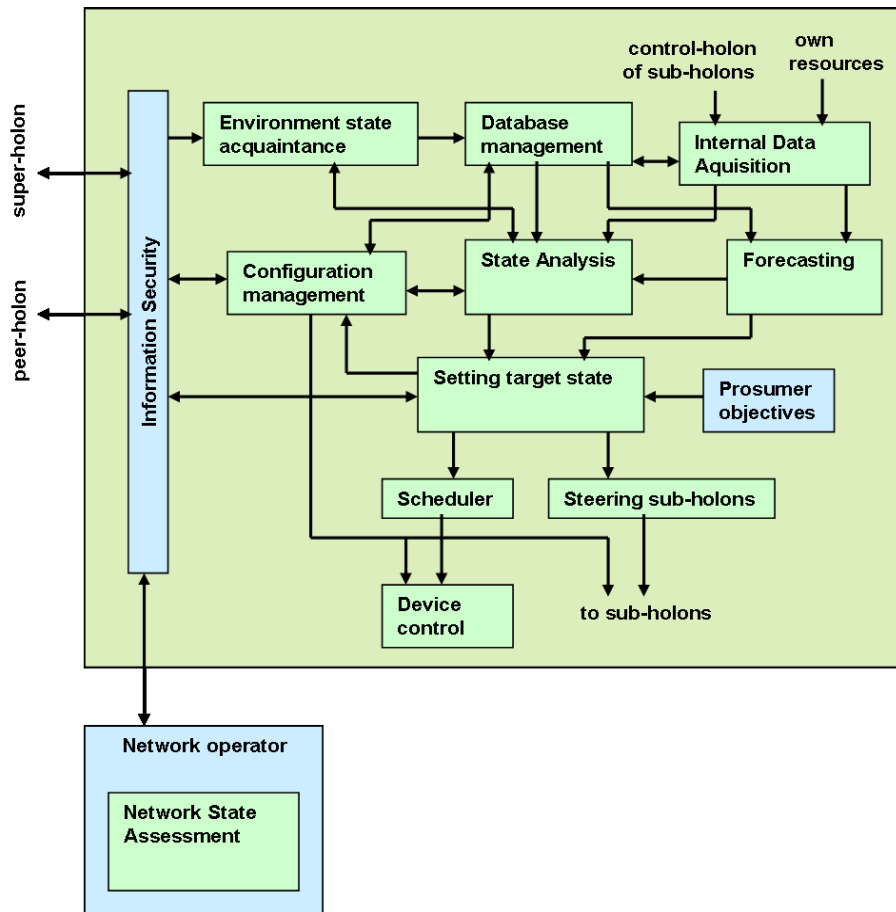 control-holon
of sub-holons
own
resources
super-holon
peer-holon
Information Security
Environment state
acquaintance
Database
management
Internal Data
Aquisition
Configuration
management
State Analysis
Forecasting
Setting target state
Prosumer
objectives
Scheduler
Steering sub-holons
Device
control
to sub-holons
Network operator
Network State
Assessment